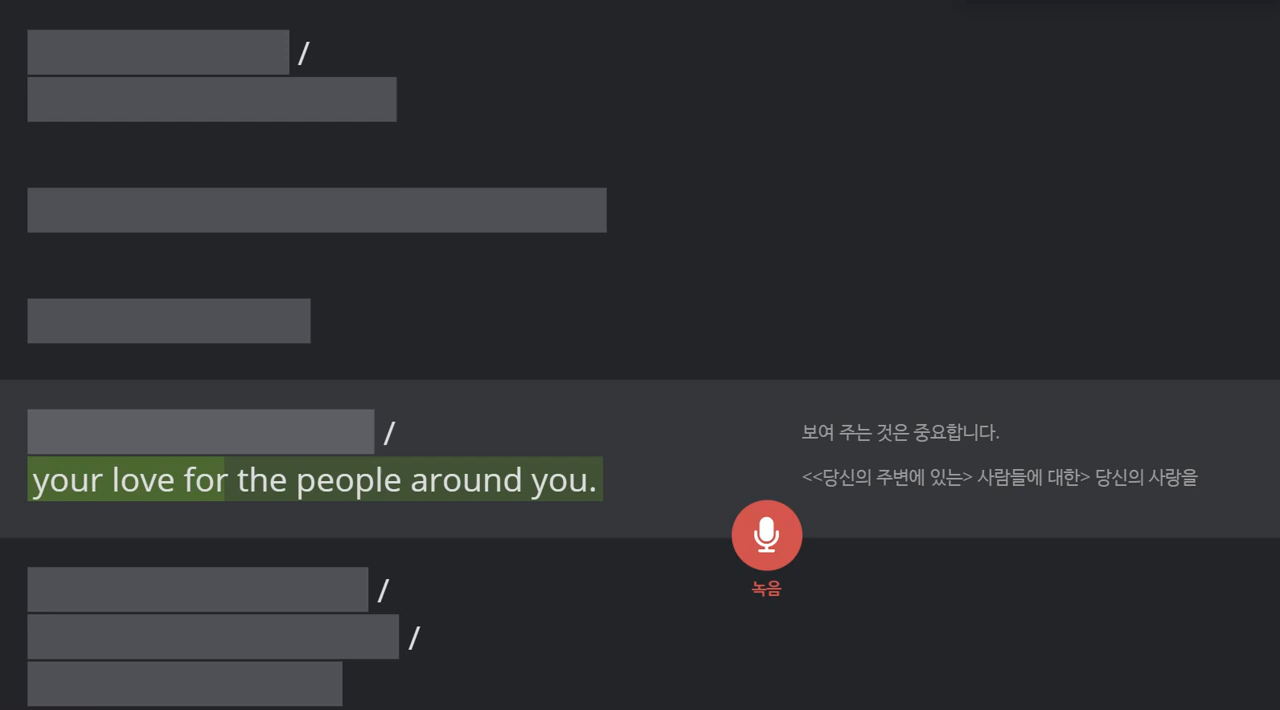 /
/
your love for the people around you.
보여 주는 것은 중요합니다.
<<당신의 주변에 있는> 사람들에 대한> 당신의 사랑을
녹음
/
/